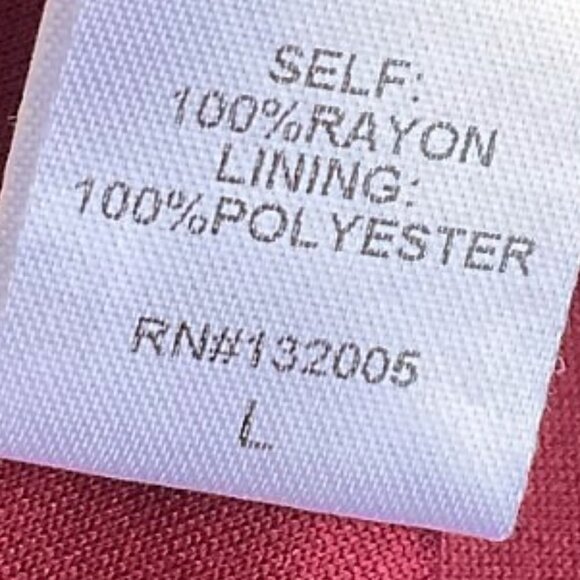 SELF:
100%RAYON
LINING:
100%POLYESTER
RN#132005
L